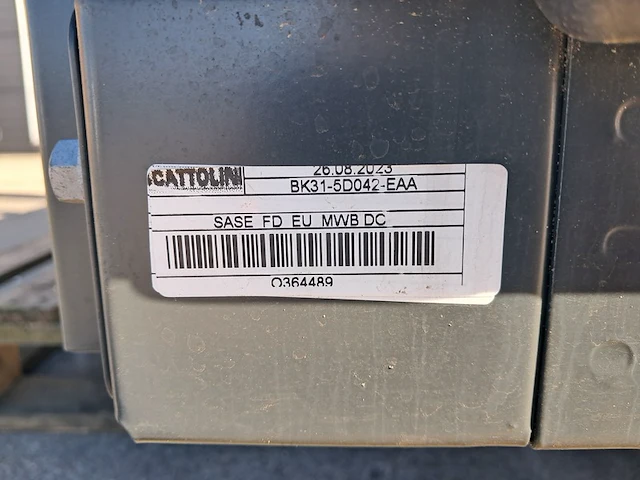 CATTOLINI
26.08.2023
BK31-5D042-EAA
SASE FD EU MWB DC
O364489